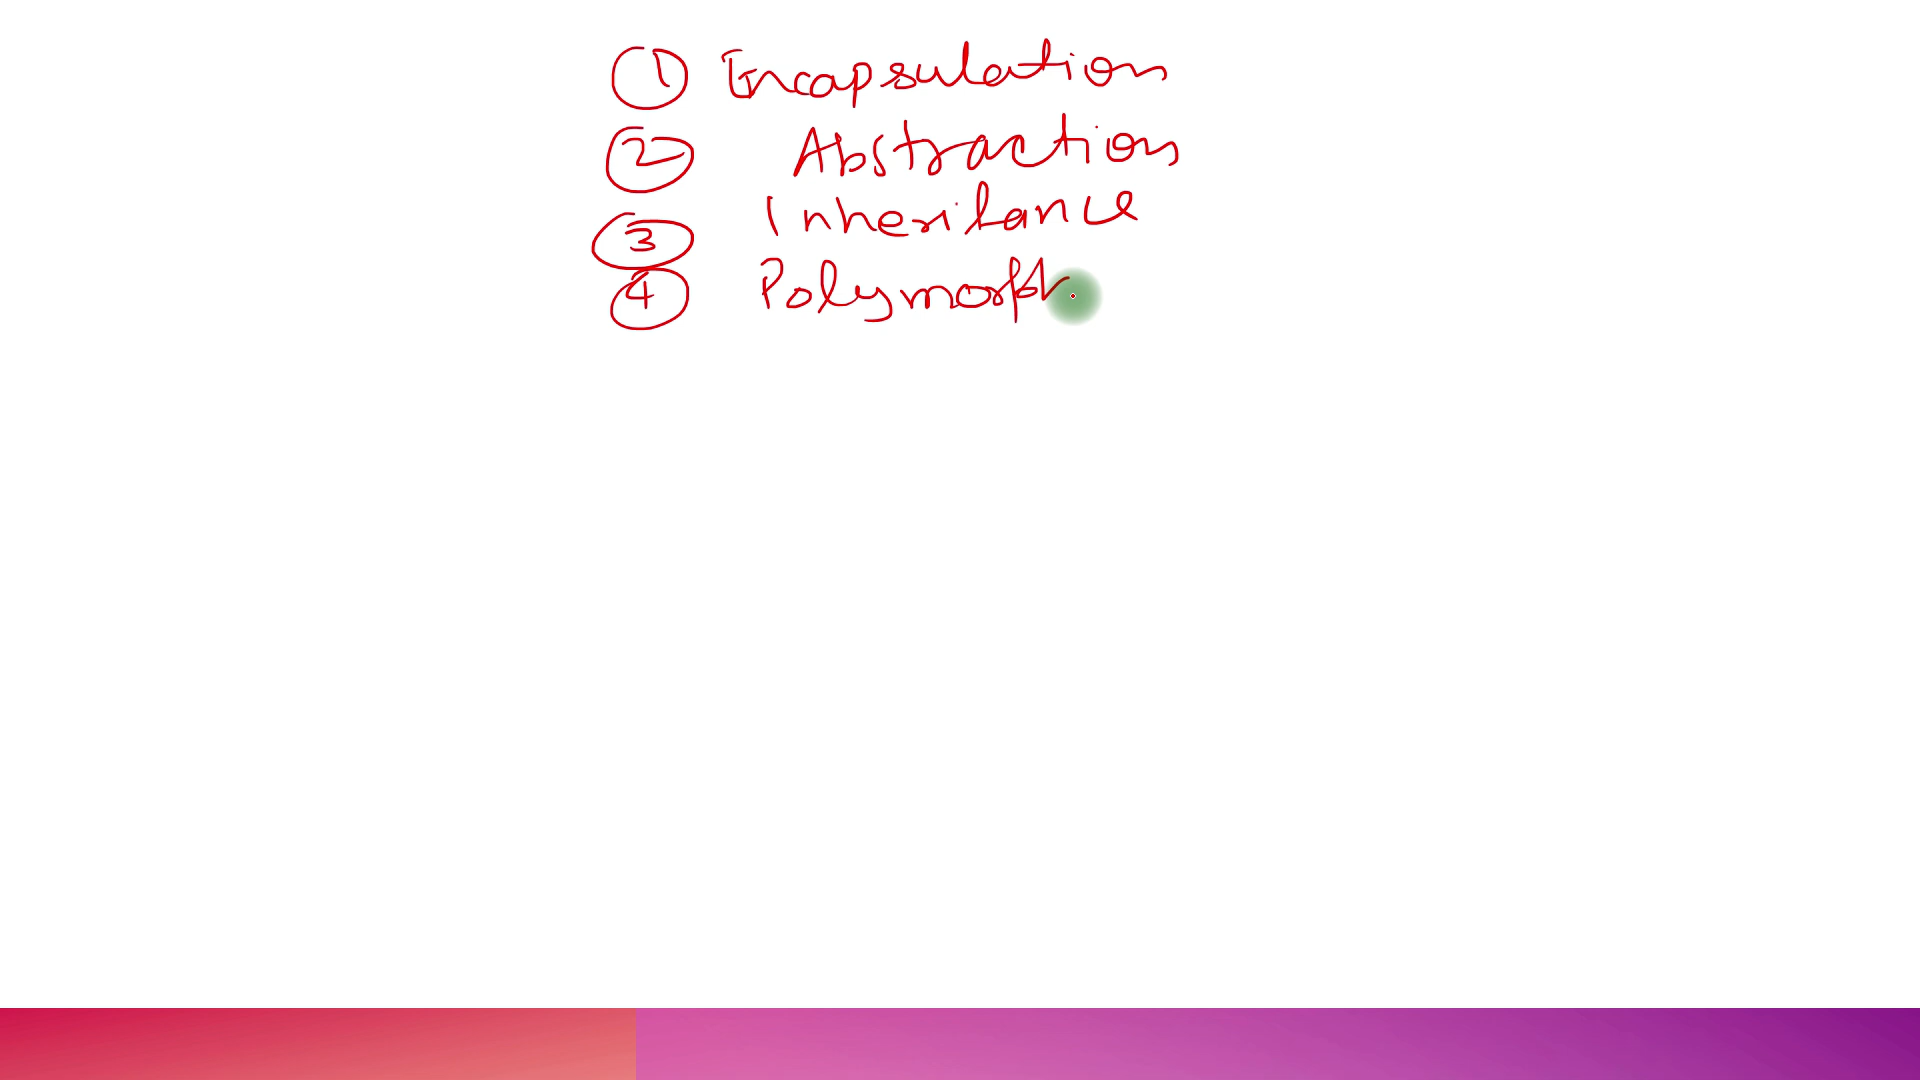 ① Encapsulation
② Abstraction
③ Inheritance
④ Polymorph